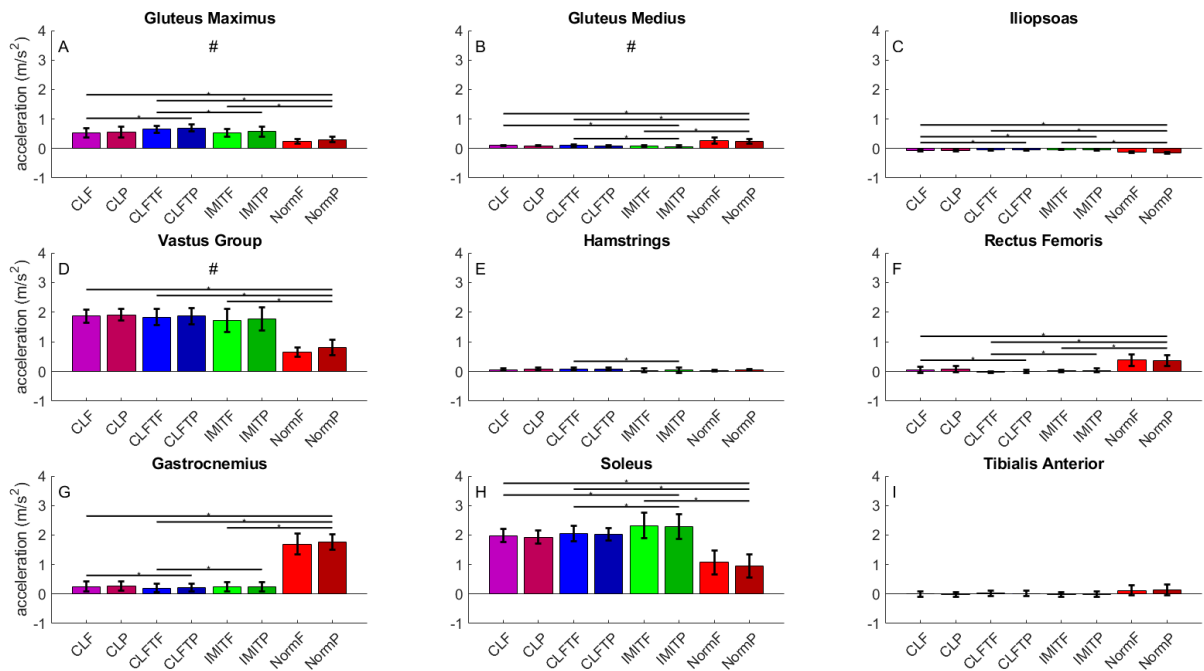 Gluteus Maximus
Gluteus Medius
Iliopsoas
acceleration (m/s²)
4
3
2
1
0
-1
A
#
CLF
CLP
CLFTF
CLFTP
IMITF
IMITP
NormF
NormP
4
3
2
1
0
-1
B
#
CLF
CLP
CLFTF
CLFTP
IMITF
IMITP
NormF
NormP
4
3
2
1
0
-1
C
CLF
CLP
CLFTF
CLFTP
IMITF
IMITP
NormF
NormP
Vastus Group
Hamstrings
Rectus Femoris
acceleration (m/s²)
4
3
2
1
0
-1
D
#
CLF
CLP
CLFTF
CLFTP
IMITF
IMITP
NormF
NormP
4
3
2
1
0
-1
E
CLF
CLP
CLFTF
CLFTP
IMITF
IMITP
NormF
NormP
4
3
2
1
0
-1
F
CLF
CLP
CLFTF
CLFTP
IMITF
IMITP
NormF
NormP
Gastrocnemius
Soleus
Tibialis Anterior
acceleration (m/s²)
4
3
2
1
0
-1
G
CLF
CLP
CLFTF
CLFTP
IMITF
IMITP
NormF
NormP
4
3
2
1
0
-1
H
CLF
CLP
CLFTF
CLFTP
IMITF
IMITP
NormF
NormP
4
3
2
1
0
-1
I
CLF
CLP
CLFTF
CLFTP
IMITF
IMITP
NormF
NormP